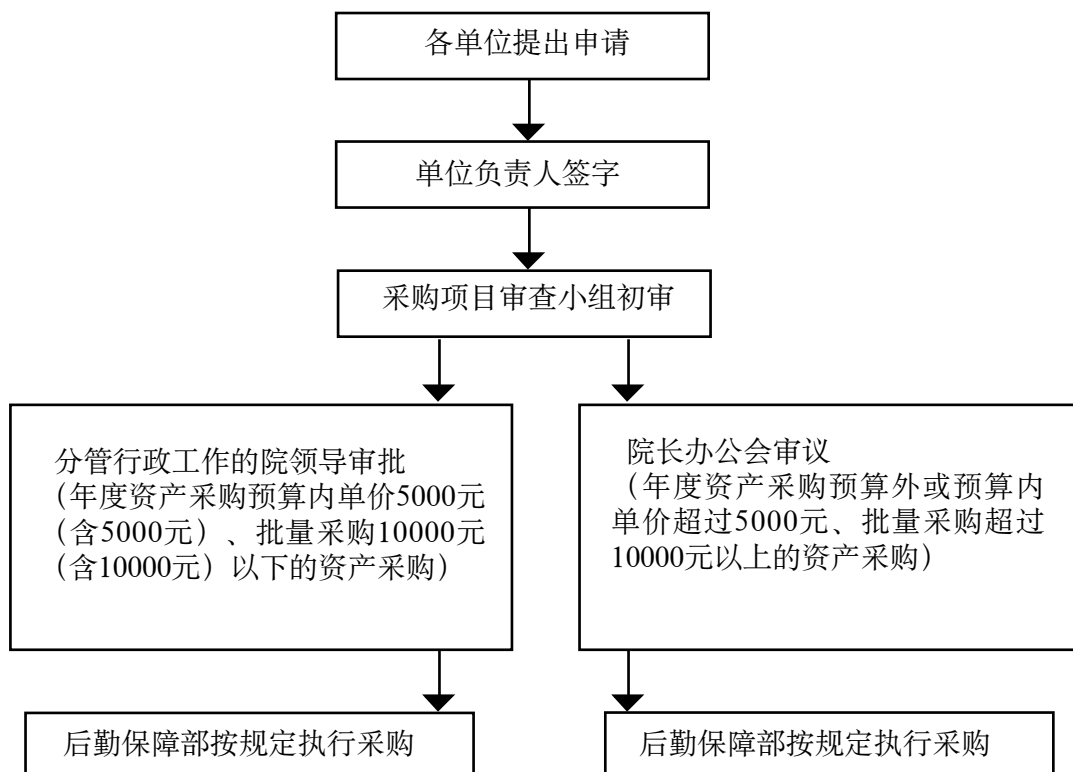 各单位提出申请
单位负责人签字
采购项目审查小组初审
分管行政工作的院领导审批
（年度资产采购预算内单价5000元
（含5000元）、批量采购10000元
（含10000元）以下的资产采购）
院长办公会审议
（年度资产采购预算外或预算内
单价超过5000元、批量采购超过
10000元以上的资产采购）
后勤保障部按规定执行采购
后勤保障部按规定执行采购